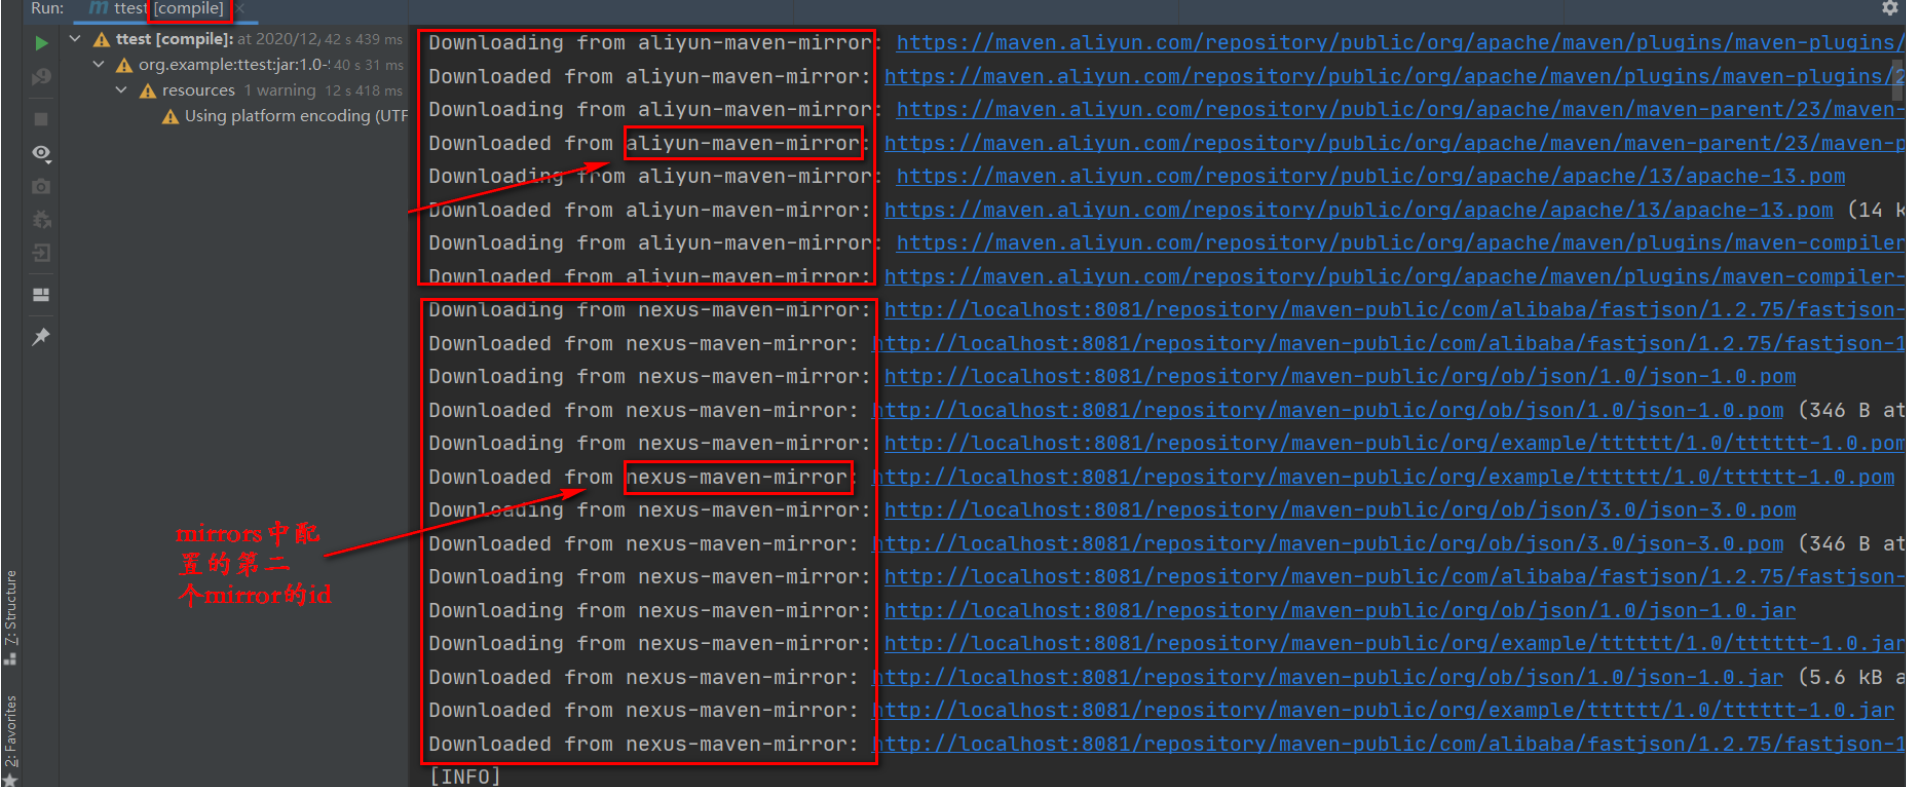 Run: m ttest [compile] ×
ttest [compile]: at 2020/12, 42 s 439 ms
org.example:ttest:jar:1.0-S 40 s 31 ms
resources 1 warning 12 s 418 ms
Using platform encoding (UTF
Downloading from aliyun-maven-mirror: https://maven.aliyun.com/repository/public/org/apache/maven/plugins/maven-plugins/
Downloaded from aliyun-maven-mirror: https://maven.aliyun.com/repository/public/org/apache/maven/plugins/maven-plugins/2
Downloading from aliyun-maven-mirror: https://maven.aliyun.com/repository/public/org/apache/maven/maven-parent/23/maven-
Downloaded from aliyun-maven-mirror: https://maven.aliyun.com/repository/public/org/apache/maven/maven-parent/23/maven-p
Downloading from aliyun-maven-mirror: https://maven.aliyun.com/repository/public/org/apache/apache/13/apache-13.pom
Downloaded from aliyun-maven-mirror: https://maven.aliyun.com/repository/public/org/apache/apache/13/apache-13.pom (14 k
Downloading from aliyun-maven-mirror: https://maven.aliyun.com/repository/public/org/apache/maven/plugins/maven-compiler
Downloaded from aliyun-maven-mirror: https://maven.aliyun.com/repository/public/org/apache/maven/plugins/maven-compiler-
Downloading from nexus-maven-mirror: http://localhost:8081/repository/maven-public/com/alibaba/fastjson/1.2.75/fastjson-
Downloaded from nexus-maven-mirror: http://localhost:8081/repository/maven-public/com/alibaba/fastjson/1.2.75/fastjson-1
Downloading from nexus-maven-mirror: http://localhost:8081/repository/maven-public/org/ob/json/1.0/json-1.0.pom
Downloaded from nexus-maven-mirror: http://localhost:8081/repository/maven-public/org/ob/json/1.0/json-1.0.pom (346 B at
Downloading from nexus-maven-mirror: http://localhost:8081/repository/maven-public/org/example/tttttt/1.0/tttttt-1.0.pom
Downloaded from nexus-maven-mirror: http://localhost:8081/repository/maven-public/org/example/tttttt/1.0/tttttt-1.0.pom
Downloading from nexus-maven-mirror: http://localhost:8081/repository/maven-public/org/ob/json/3.0/json-3.0.pom
Downloaded from nexus-maven-mirror: http://localhost:8081/repository/maven-public/org/ob/json/3.0/json-3.0.pom (346 B at
Downloading from nexus-maven-mirror: http://localhost:8081/repository/maven-public/com/alibaba/fastjson/1.2.75/fastjson-
Downloading from nexus-maven-mirror: http://localhost:8081/repository/maven-public/org/ob/json/1.0/json-1.0.jar
Downloading from nexus-maven-mirror: http://localhost:8081/repository/maven-public/org/example/tttttt/1.0/tttttt-1.0.jar
Downloaded from nexus-maven-mirror: http://localhost:8081/repository/maven-public/org/ob/json/1.0/json-1.0.jar (5.6 kB a
Downloaded from nexus-maven-mirror: http://localhost:8081/repository/maven-public/org/example/tttttt/1.0/tttttt-1.0.jar
Downloaded from nexus-maven-mirror: http://localhost:8081/repository/maven-public/com/alibaba/fastjson/1.2.75/fastjson-1
[INFO]
mirrors中配
置的第二
个mirror的id
7: Structure
2: Favorites